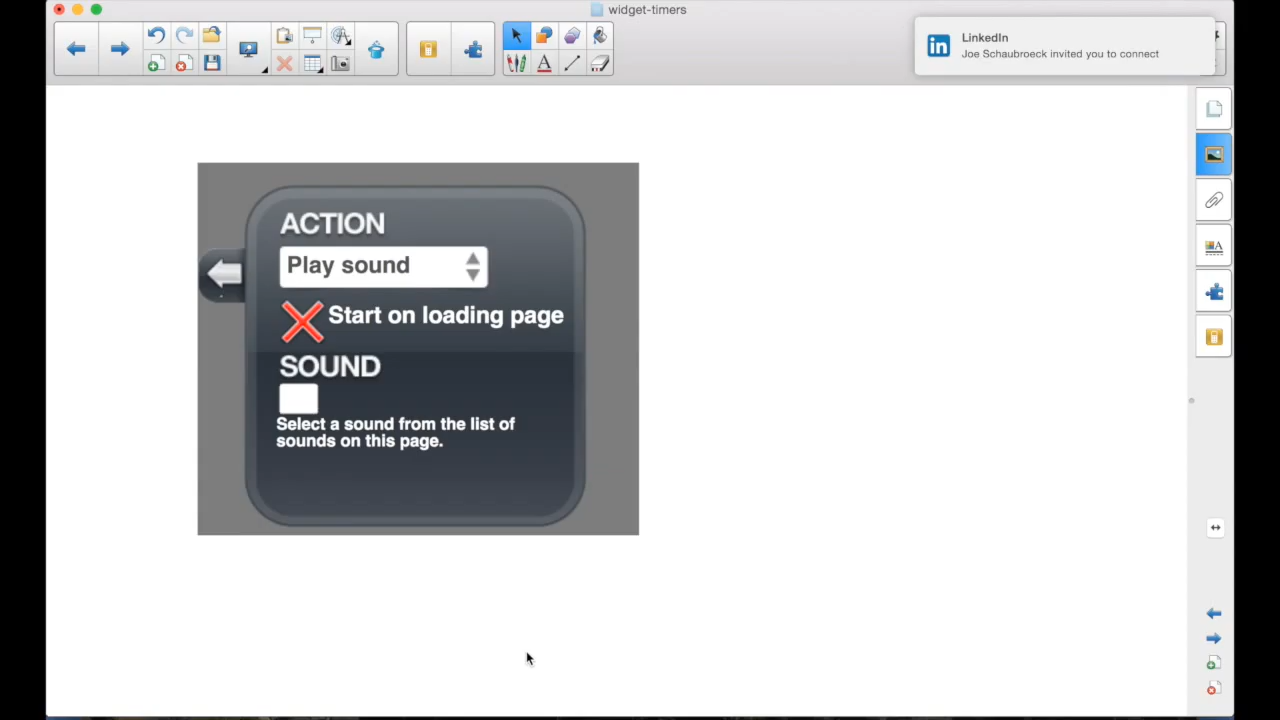 widget-timers
LinkedIn
Joe Schaubroeck invited you to connect
ACTION
Play sound
Start on loading page
SOUND
Select a sound from the list of
sounds on this page.